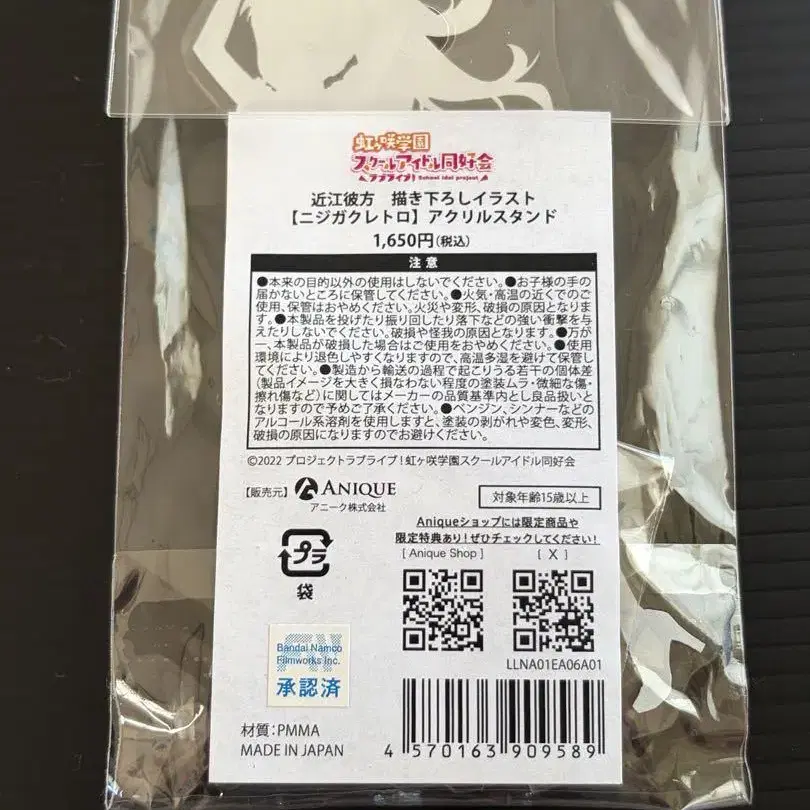 虹ヶ咲学園
スクールアイドル同好会
ラブライブ! School idol project
近江彼方 描き下ろしイラスト
【ニジガクレトロ】アクリルスタンド
1,650円(税込)
注意
●本来の目的以外の使用はしないでください。●お子様の手の
届かないところに保管してください。●火気・高温の近くでのご
使用、保管はおやめください。火災や変形、破損の原因となりま
す。●本製品を投げたり振り回したり落下などの強い衝撃を与
えたりしないでください。破損や怪我の原因となります。●万が
一、本製品が破損した場合はご使用をおやめください。●使用
環境により退色しやすくなりますので、高温多湿を避けて保管し
てください。●製造から輸送の過程で起こりうる若干の個体差
(製品イメージを大きく損なわない程度の塗装ムラ・微細な傷・
擦れ傷など)に関してはメーカーの品質基準内とし良品扱いと
なりますので予めご了承ください。●ベンジン、シンナーなどの
アルコール系溶剤を使用しますと、塗装の剥がれや変色、変形、
破損の原因になりますのでお避けください。
©2022 プロジェクトラブライブ!虹ヶ咲学園スクールアイドル同好会
【販売元】 ANIQUE
アニーク株式会社
対象年齢15歳以上
Aniqueショップには限定商品や
限定特典あり!ぜひチェックしてください!
[ Anique Shop ] [ X ]
プラ
袋
LLNA01EA06A01
Bandai Namco
Filmworks Inc.
承認済
材質:PMMA
MADE IN JAPAN
4 570163 909589